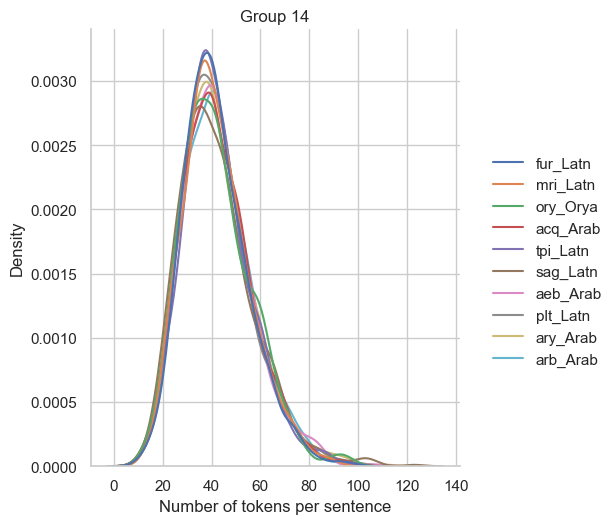 Group 14
0.0030
0.0025
0.0020
0.0015
0.0010
0.0005
0.0000
Density
0 20 40 60 80 100 120 140
Number of tokens per sentence
fur_Latn
mri_Latn
ory_Orya
acq_Arab
tpi_Latn
sag_Latn
aeb_Arab
plt_Latn
ary_Arab
arb_Arab